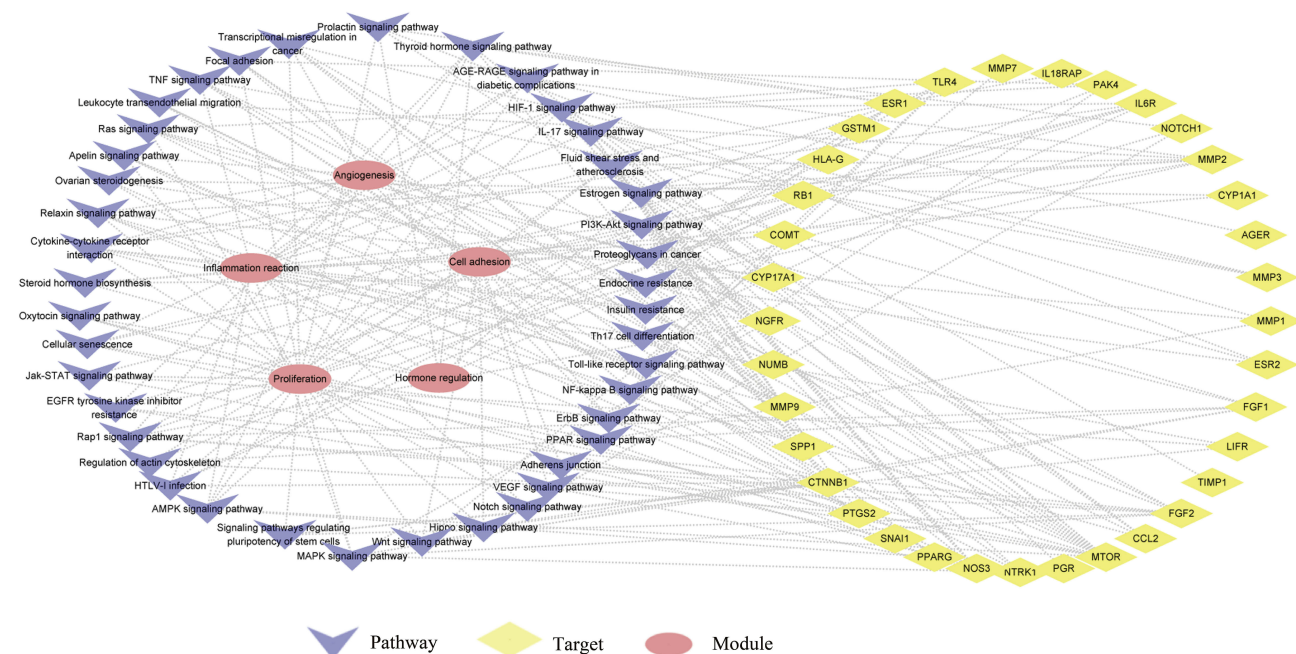 Prolactin signaling pathway
Transcriptional misregulation in
cancer
Thyroid hormone signaling pathway
Focal adhesion
AGE-RAGE signaling pathway in
diabetic complications
TNF signaling pathway
Leukocyte transendothelial migration
HIF-1 signaling pathway
Ras signaling pathway
IL-17 signaling pathway
Apelin signaling pathway
Fluid shear stress and
atherosclerosis
Ovarian steroidogenesis
Estrogen signaling pathway
Relaxin signaling pathway
PI3K-Akt signaling pathway
Cytokine-cytokine receptor
interaction
Proteoglycans in cancer
Steroid hormone biosynthesis
Endocrine resistance
Oxytocin signaling pathway
Insulin resistance
Cellular senescence
Th17 cell differentiation
Jak-STAT signaling pathway
Toll-like receptor signaling pathway
EGFR tyrosine kinase inhibitor
resistance
NF-kappa B signaling pathway
Rap1 signaling pathway
ErbB signaling pathway
PPAR signaling pathway
Regulation of actin cytoskeleton
Adherens junction
HTLV-I infection
VEGF signaling pathway
AMPK signaling pathway
Notch signaling pathway
Signaling pathways regulating
pluripotency of stem cells
Hippo signaling pathway
Wnt signaling pathway
MAPK signaling pathway
Angiogenesis
Inflammation reaction
Cell adhesion
Proliferation
Hormone regulation
MMP7
IL18RAP
TLR4
PAK4
ESR1
IL6R
GSTM1
NOTCH1
HLA-G
MMP2
RB1
CYP1A1
COMT
AGER
CYP17A1
MMP3
NGFR
MMP1
NUMB
ESR2
MMP9
FGF1
SPP1
LIFR
CTNNB1
TIMP1
PTGS2
FGF2
SNAI1
CCL2
PPARG
MTOR
NOS3
NTRK1
PGR
Pathway
Target
Module